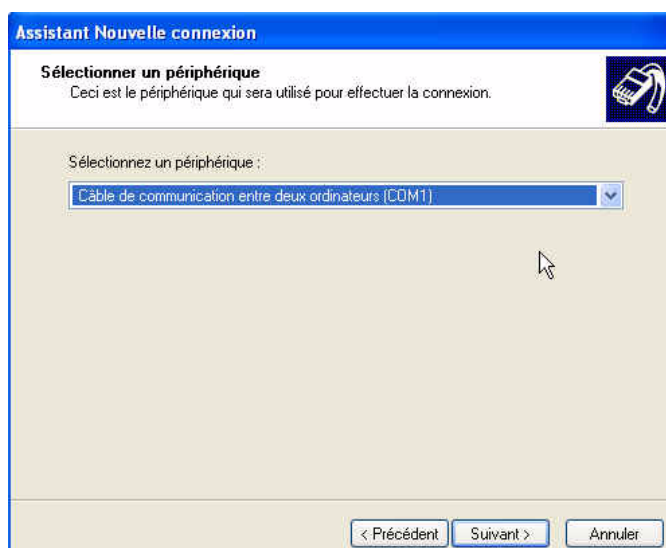 Assistant Nouvelle connexion
Sélectionner un périphérique
Ceci est le périphérique qui sera utilisé pour effectuer la connexion.
Sélectionnez un périphérique :
Câble de communication entre deux ordinateurs (COM1)
< Précédent
Suivant >
Annuler